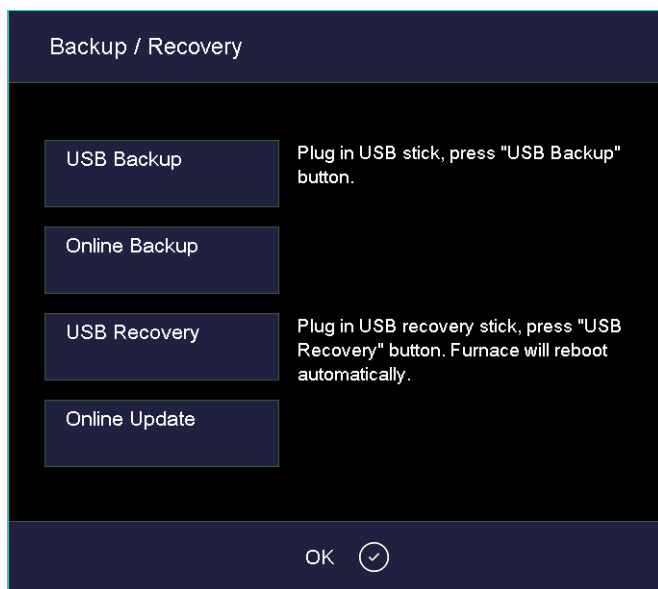 Backup / Recovery
USB Backup
Plug in USB stick, press "USB Backup"
button.
Online Backup
USB Recovery
Plug in USB recovery stick, press "USB
Recovery" button. Furnace will reboot
automatically.
Online Update
OK